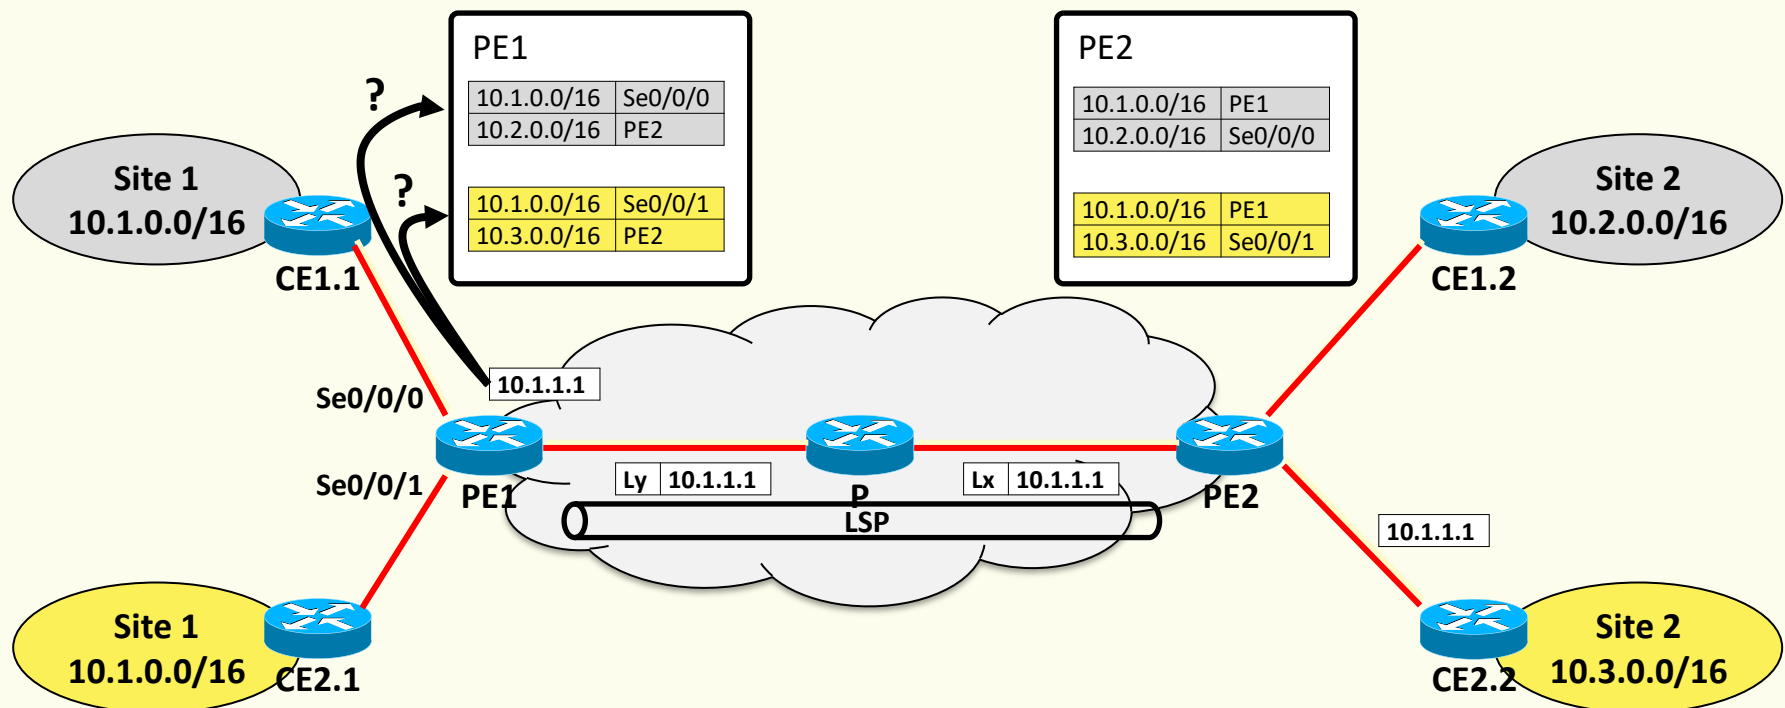 PE1
10.1.0.0/16 Se0/0/0
10.2.0.0/16 PE2
10.1.0.0/16 Se0/0/1
10.3.0.0/16 PE2
PE2
10.1.0.0/16 PE1
10.2.0.0/16 Se0/0/0
10.1.0.0/16 PE1
10.3.0.0/16 Se0/0/1
?
?
Site 1
10.1.0.0/16
CE1.1
Site 2
10.2.0.0/16
CE1.2
10.1.1.1
Se0/0/0
Se0/0/1
PE1
Ly 10.1.1.1
P
Lx 10.1.1.1
PE2
LSP
10.1.1.1
Site 1
10.1.0.0/16
CE2.1
Site 2
10.3.0.0/16
CE2.2